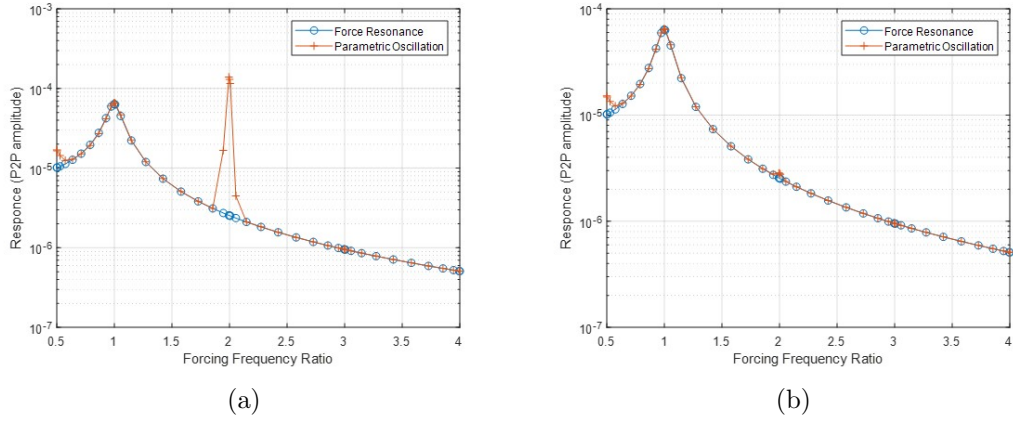 10⁻³
10⁻⁴
10⁻⁵
10⁻⁶
10⁻⁷
Responce (P2P amplitude)
Force Resonance
Parametric Oscillation
0.5 1 1.5 2 2.5 3 3.5 4
Forcing Frequency Ratio
(a)
10⁻⁴
10⁻⁵
10⁻⁶
10⁻⁷
Responce (P2P amplitude)
Force Resonance
Parametric Oscillation
0.5 1 1.5 2 2.5 3 3.5 4
Forcing Frequency Ratio
(b)